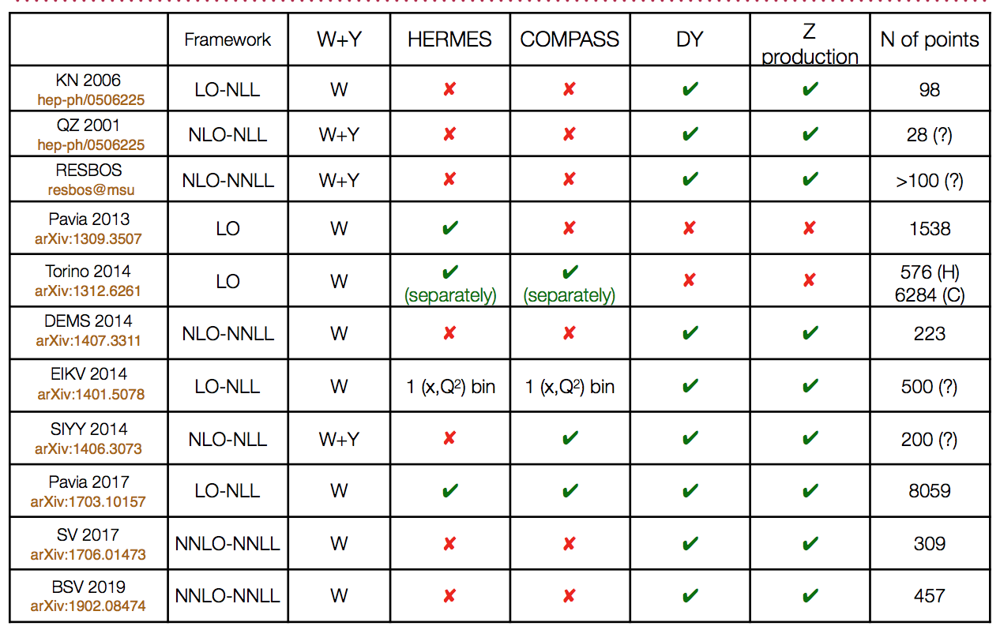 Framework W+Y HERMES COMPASS DY Z production N of points
KN 2006
hep-ph/0506225
LO-NLL W ✘ ✘ ✔ ✔ 98
QZ 2001
hep-ph/0506225
NLO-NLL W+Y ✘ ✘ ✔ ✔ 28 (?)
RESBOS
resbos@msu
NLO-NNLL W+Y ✘ ✘ ✔ ✔ >100 (?)
Pavia 2013
arXiv:1309.3507
LO W ✔ ✘ ✘ ✘ 1538
Torino 2014
arXiv:1312.6261
LO W ✔ (separately) ✔ (separately) ✘ ✘ 576 (H)
6284 (C)
DEMS 2014
arXiv:1407.3311
NLO-NNLL W ✘ ✘ ✔ ✔ 223
EIKV 2014
arXiv:1401.5078
LO-NLL W 1 (x,Q²) bin 1 (x,Q²) bin ✔ ✔ 500 (?)
SIYY 2014
arXiv:1406.3073
NLO-NLL W+Y ✘ ✔ ✔ ✔ 200 (?)
Pavia 2017
arXiv:1703.10157
LO-NLL W ✔ ✔ ✔ ✔ 8059
SV 2017
arXiv:1706.01473
NNLO-NNLL W ✘ ✘ ✔ ✔ 309
BSV 2019
arXiv:1902.08474
NNLO-NNLL W ✘ ✘ ✔ ✔ 457